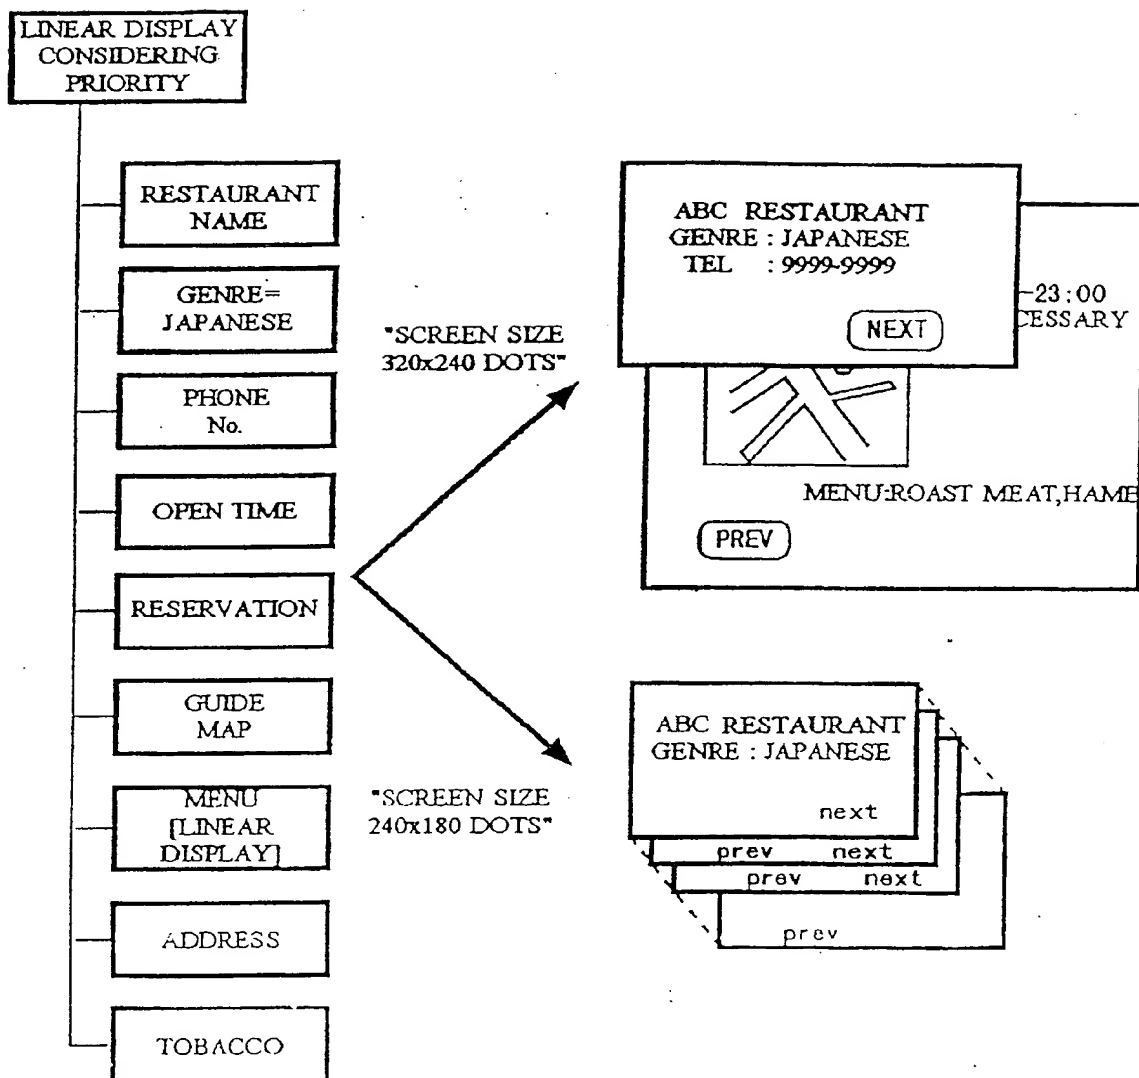 LINEAR DISPLAY
CONSIDERING
PRIORITY
RESTAURANT
NAME
GENRE=
JAPANESE
PHONE
No.
OPEN TIME
RESERVATION
GUIDE
MAP
MENU
[LINEAR
DISPLAY]
ADDRESS
TOBACCO
"SCREEN SIZE
320x240 DOTS"
"SCREEN SIZE
240x180 DOTS"
ABC RESTAURANT
GENRE : JAPANESE
TEL : 9999-9999
NEXT
-23:00
CESSARY
MENU:ROAST MEAT,HAME
PREV
ABC RESTAURANT
GENRE : JAPANESE
next
prev next
prev next
prev